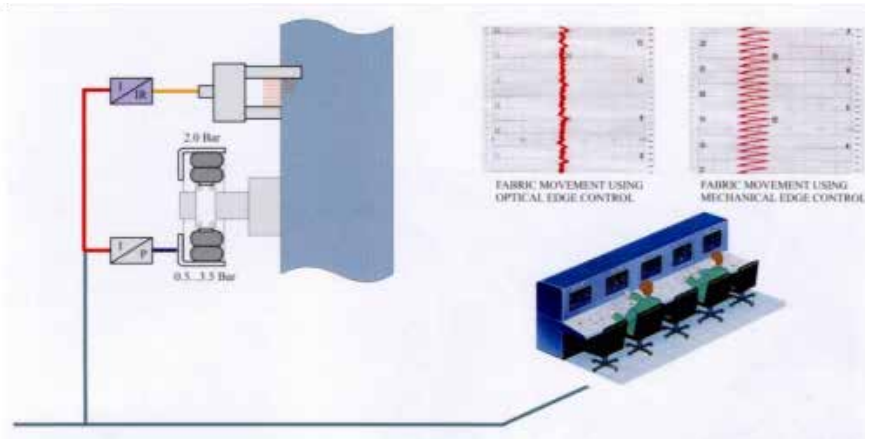 I
IR
2.0 Bar
I
P
0.5...3.5 Bar
FABRIC MOVEMENT USING
OPTICAL EDGE CONTROL
FABRIC MOVEMENT USING
MECHANICAL EDGE CONTROL